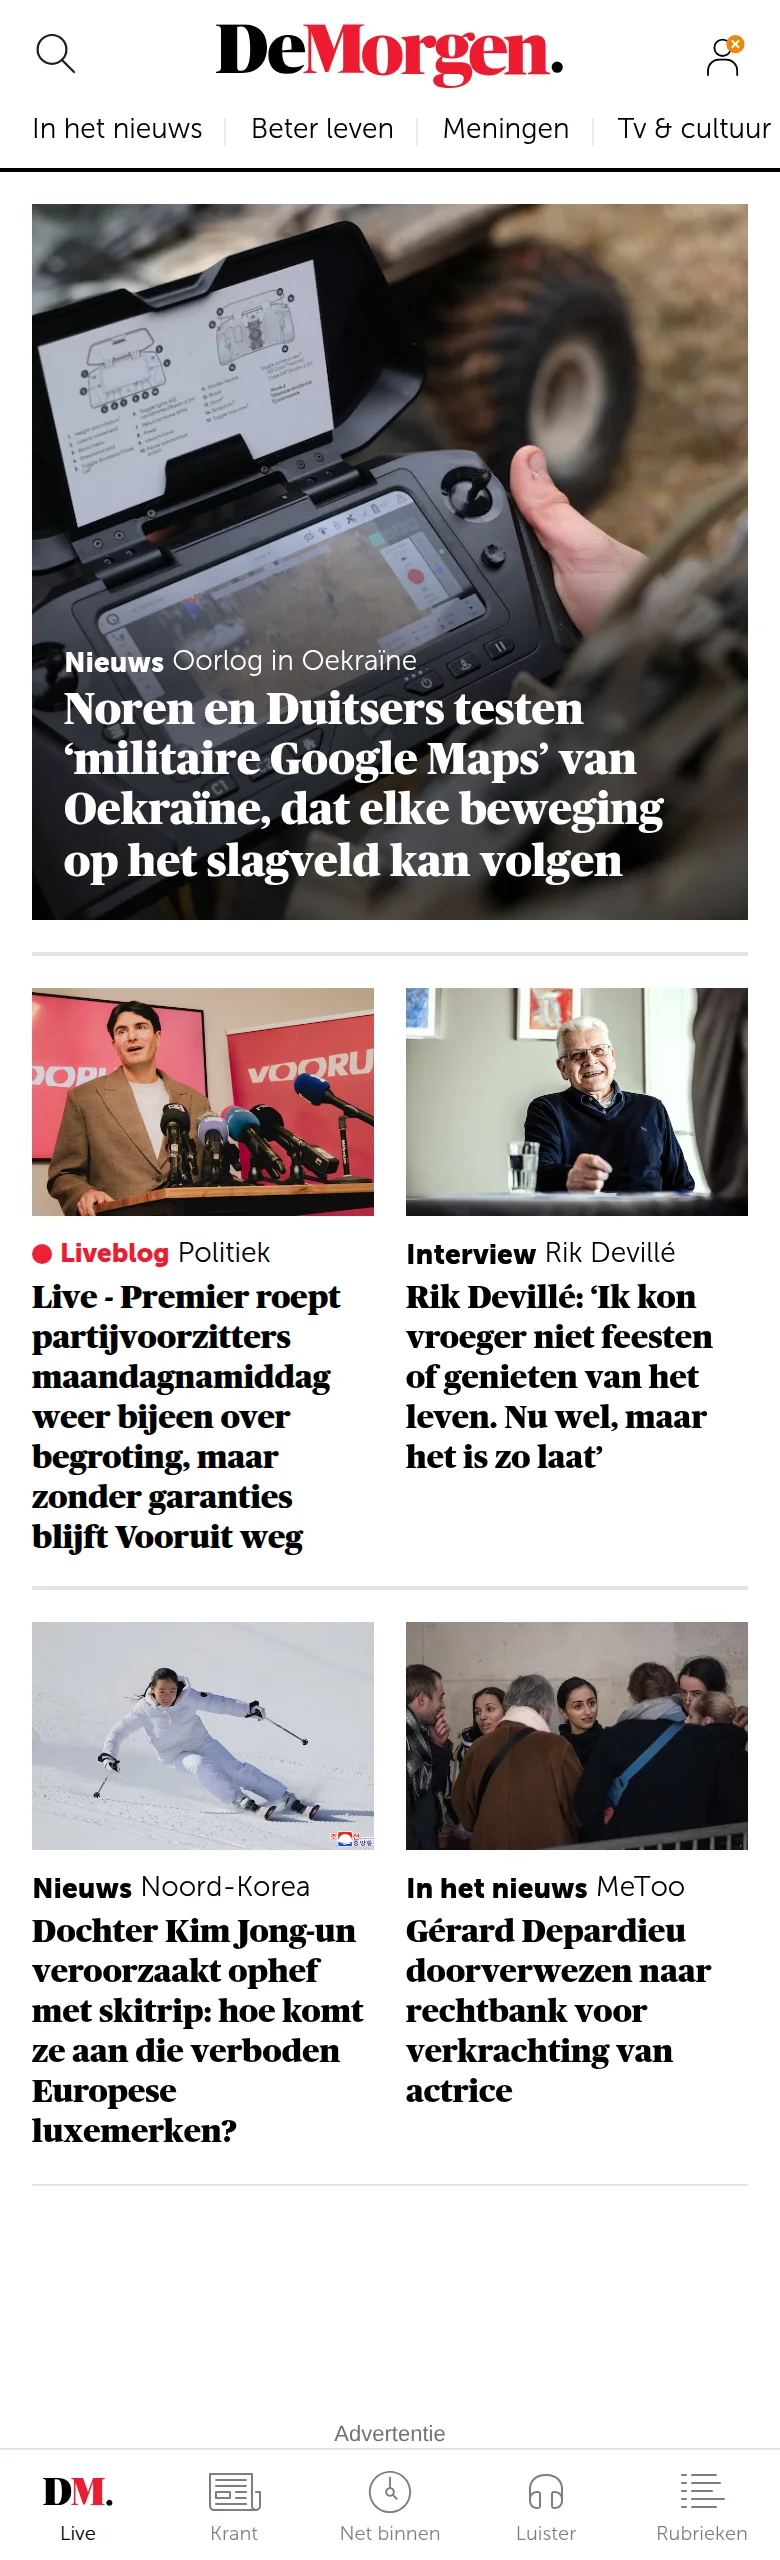 DeMorgen.
In het nieuws
Beter leven
Meningen
Tv & cultuur
Nieuws Oorlog in Oekraïne
Noren en Duitsers testen
‘militaire Google Maps’ van
Oekraïne, dat elke beweging
op het slagveld kan volgen
VOORU
Liveblog Politiek
Live - Premier roept
partijvoorzitters
maandagnamiddag
weer bijeen over
begroting, maar
zonder garanties
blijft Vooruit weg
Interview Rik Devillé
Rik Devillé: ‘Ik kon
vroeger niet feesten
of genieten van het
leven. Nu wel, maar
het is zo laat’
Nieuws Noord-Korea
Dochter Kim Jong-un
veroorzaakt ophef
met skitrip: hoe komt
ze aan die verboden
Europese
luxemerken?
In het nieuws MeToo
Gérard Depardieu
doorverwezen naar
rechtbank voor
verkrachting van
actrice
Advertentie
DM.
Live
Krant
Net binnen
Luister
Rubrieken